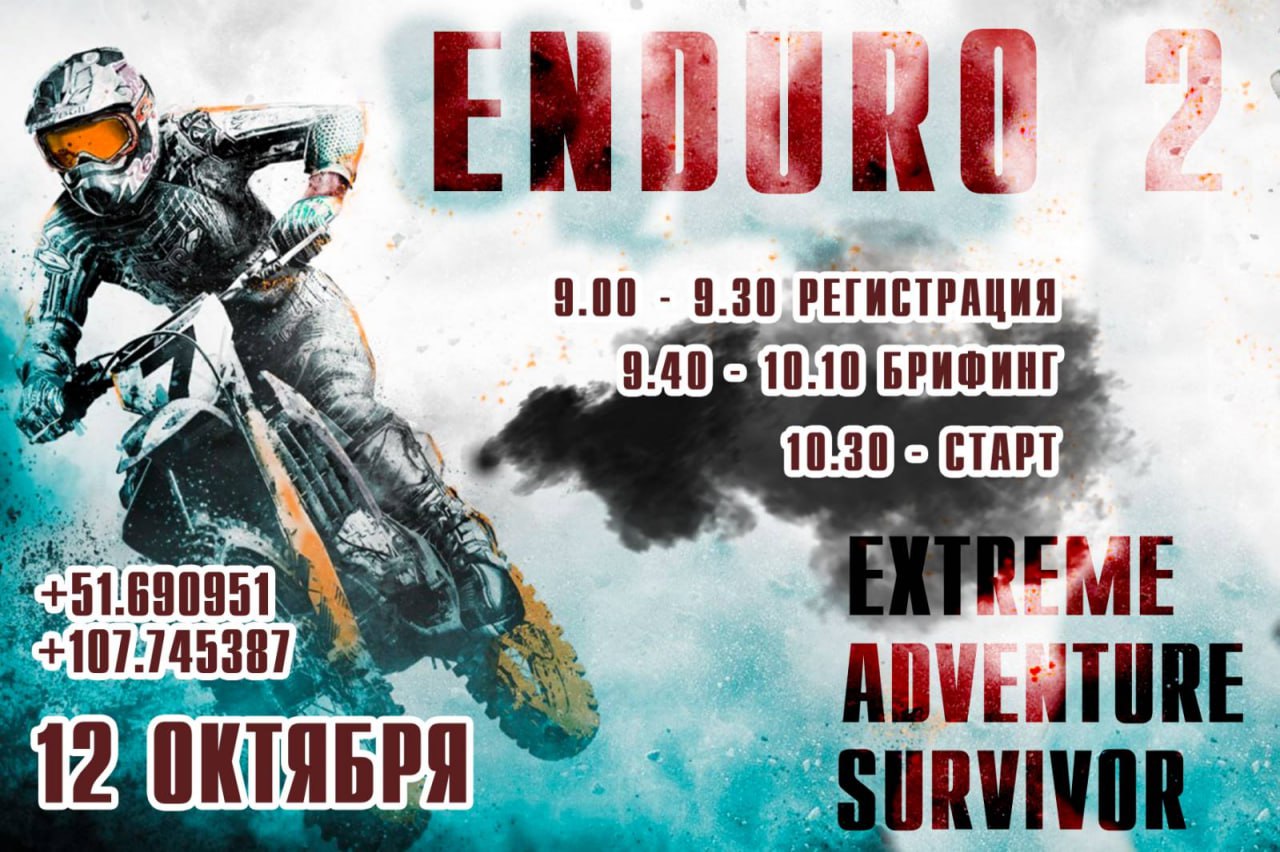 ENDURO 2
9.00 - 9.30 РЕГИСТРАЦИЯ
9.40 - 10.10 БРИФИНГ
10.30 - СТАРТ
+51.690951
+107.745387
12 ОКТЯБРЯ
EXTREME
ADVENTURE
SURVIVOR